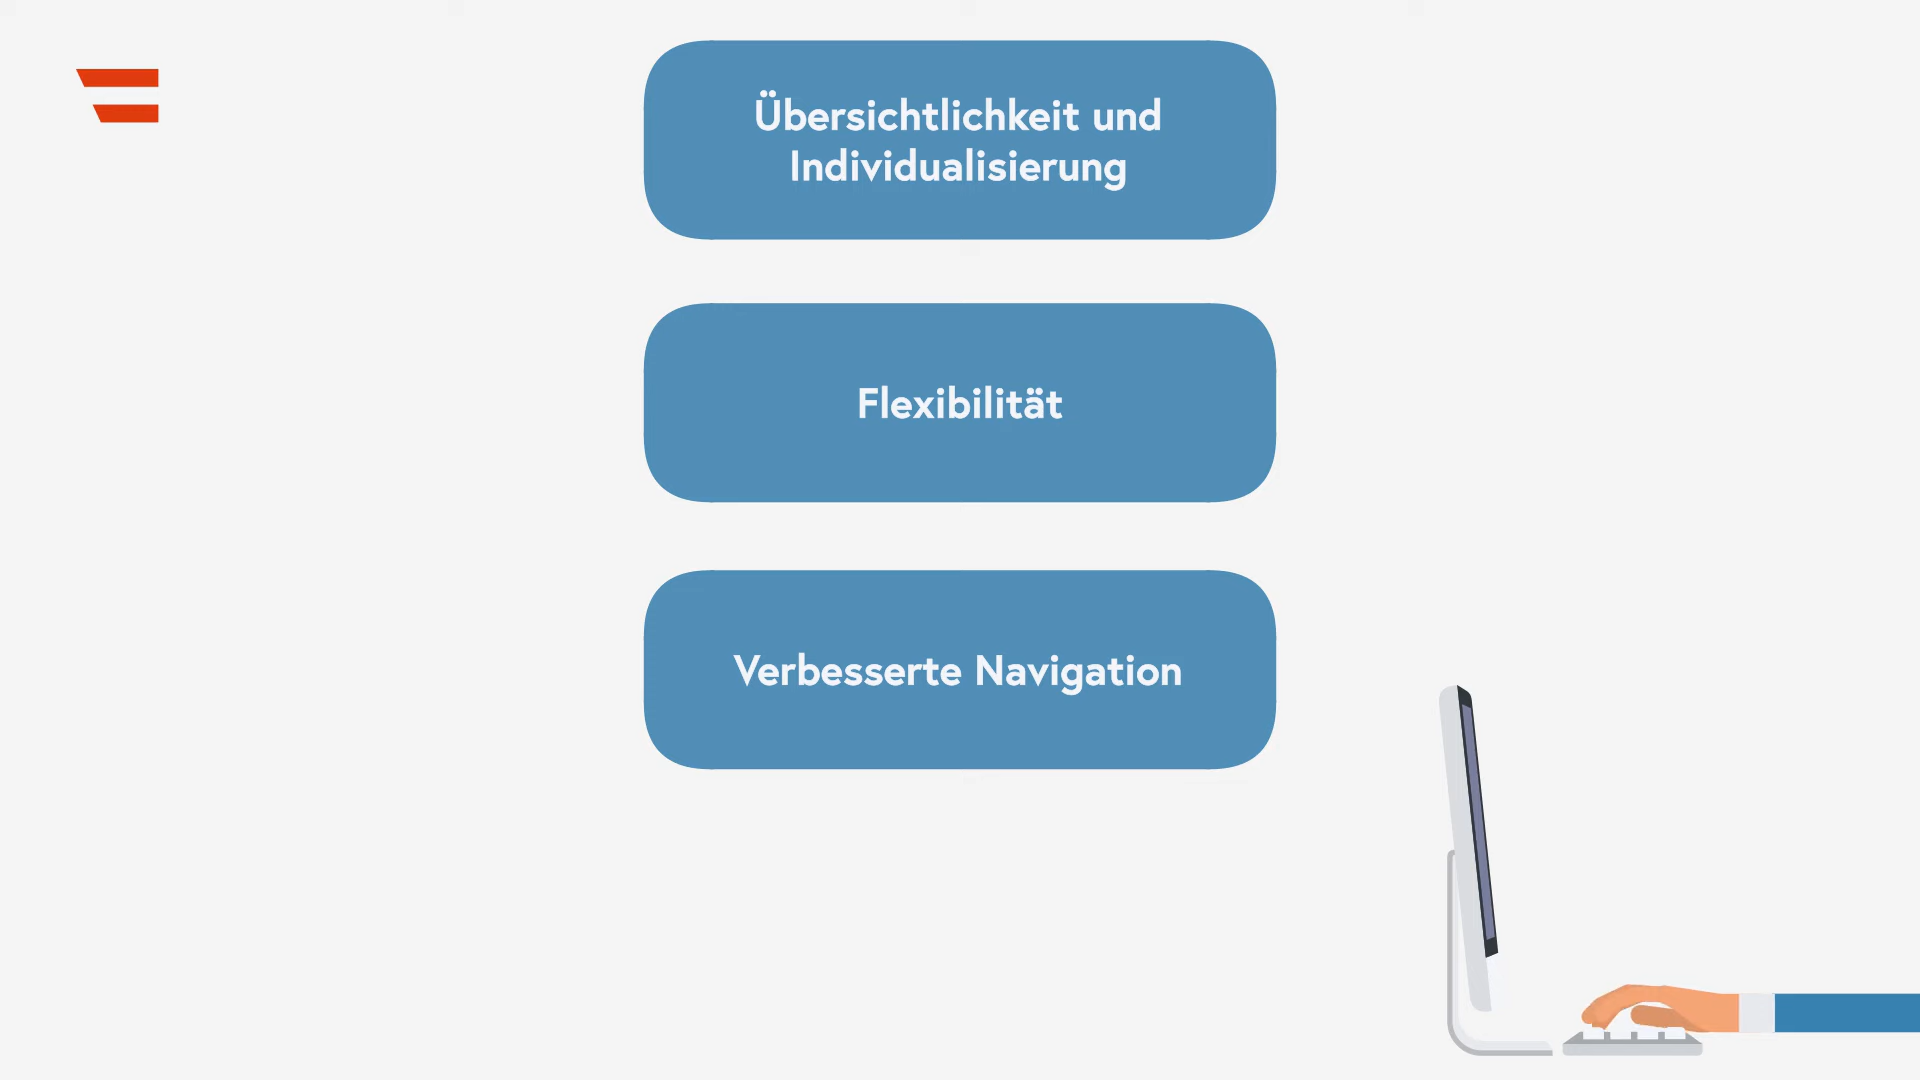 Übersichtlichkeit und
Individualisierung
Flexibilität
Verbesserte Navigation